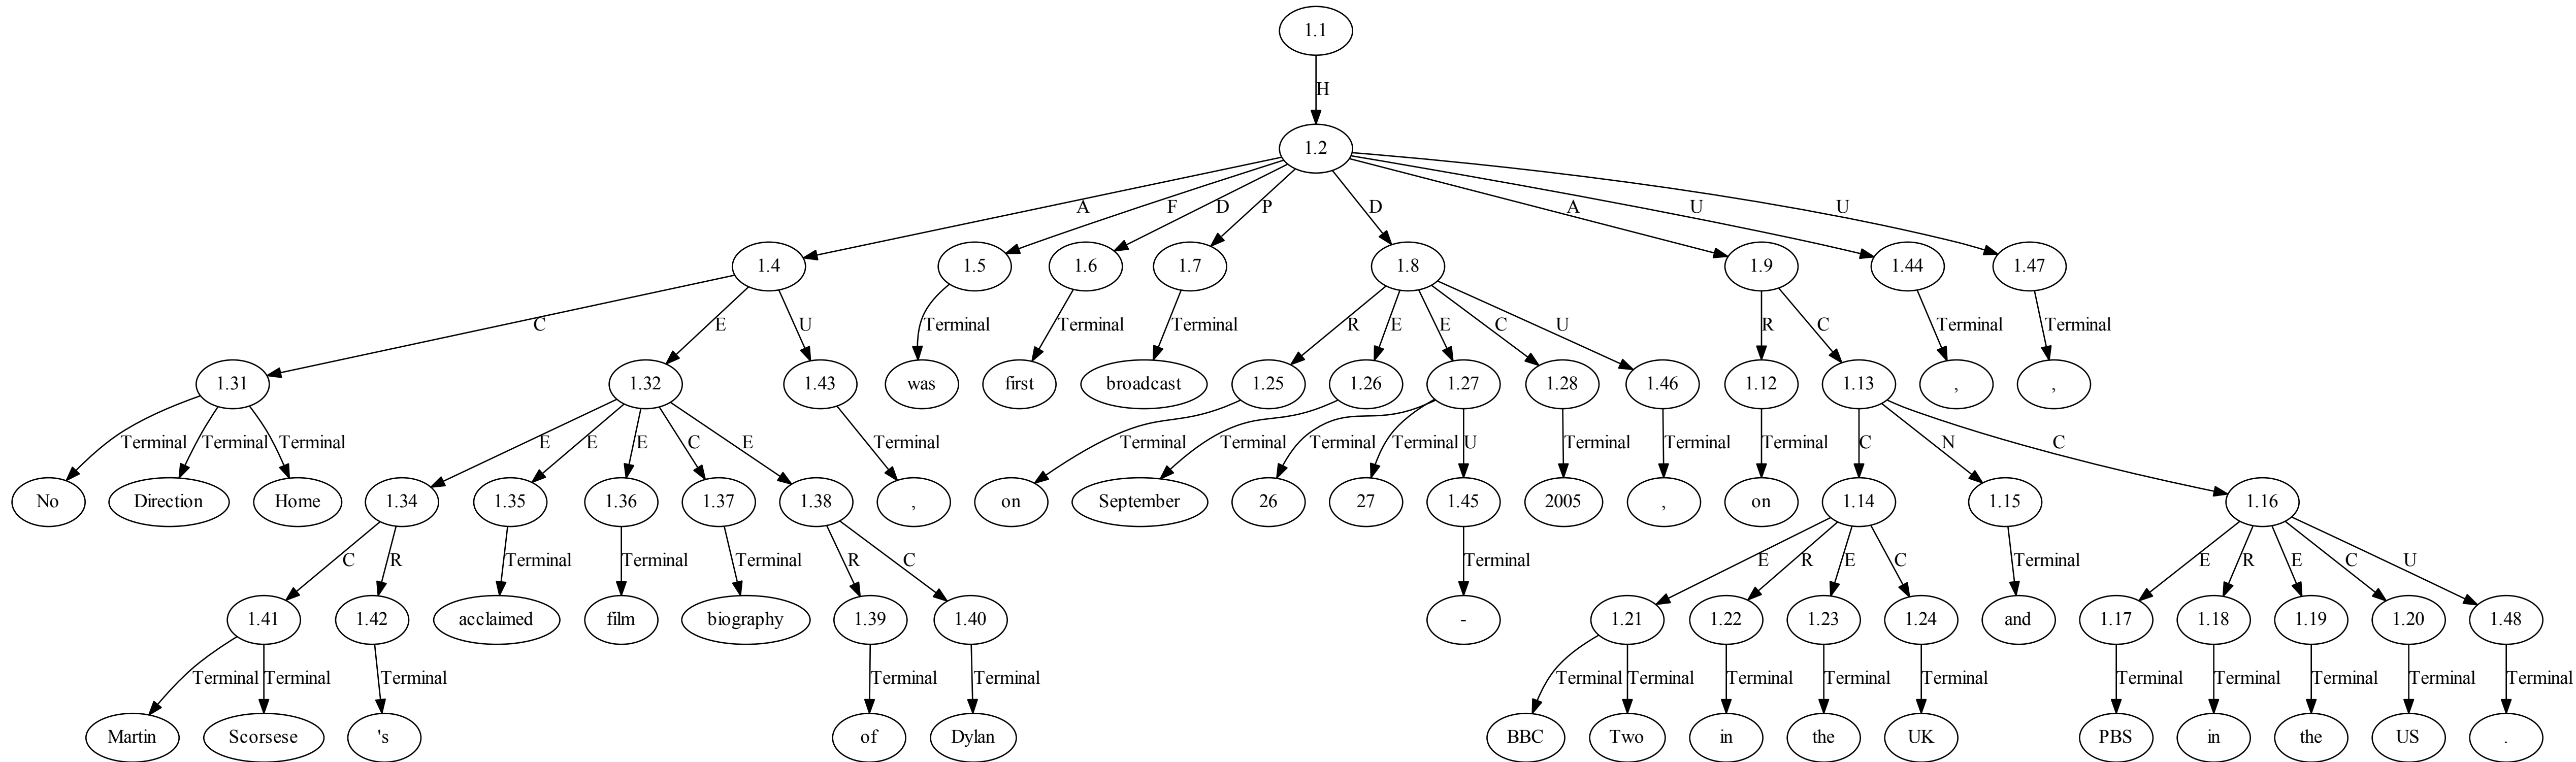 1.1
H
1.2
A F D P D A U U
1.4 1.5 1.6 1.7 1.8 1.9 1.44 1.47
C E U Terminal Terminal Terminal R E E C U R C Terminal Terminal
1.31 1.32 1.43 was first broadcast 1.25 1.26 1.27 1.28 1.46 1.12 1.13 , ,
Terminal Terminal Terminal E E E C E Terminal Terminal Terminal Terminal Terminal U Terminal Terminal Terminal C N C
No Direction Home 1.34 1.35 1.36 1.37 1.38 , on September 26 27 1.45 2005 , on 1.14 1.15 1.16
C R Terminal Terminal Terminal R C Terminal E R E C Terminal E R E C U
1.41 1.42 acclaimed film biography 1.39 1.40 - 1.21 1.22 1.23 1.24 and 1.17 1.18 1.19 1.20 1.48
Terminal Terminal Terminal Terminal Terminal Terminal Terminal Terminal Terminal Terminal Terminal Terminal Terminal Terminal Terminal
Martin Scorsese 's of Dylan BBC Two in the UK PBS in the US .